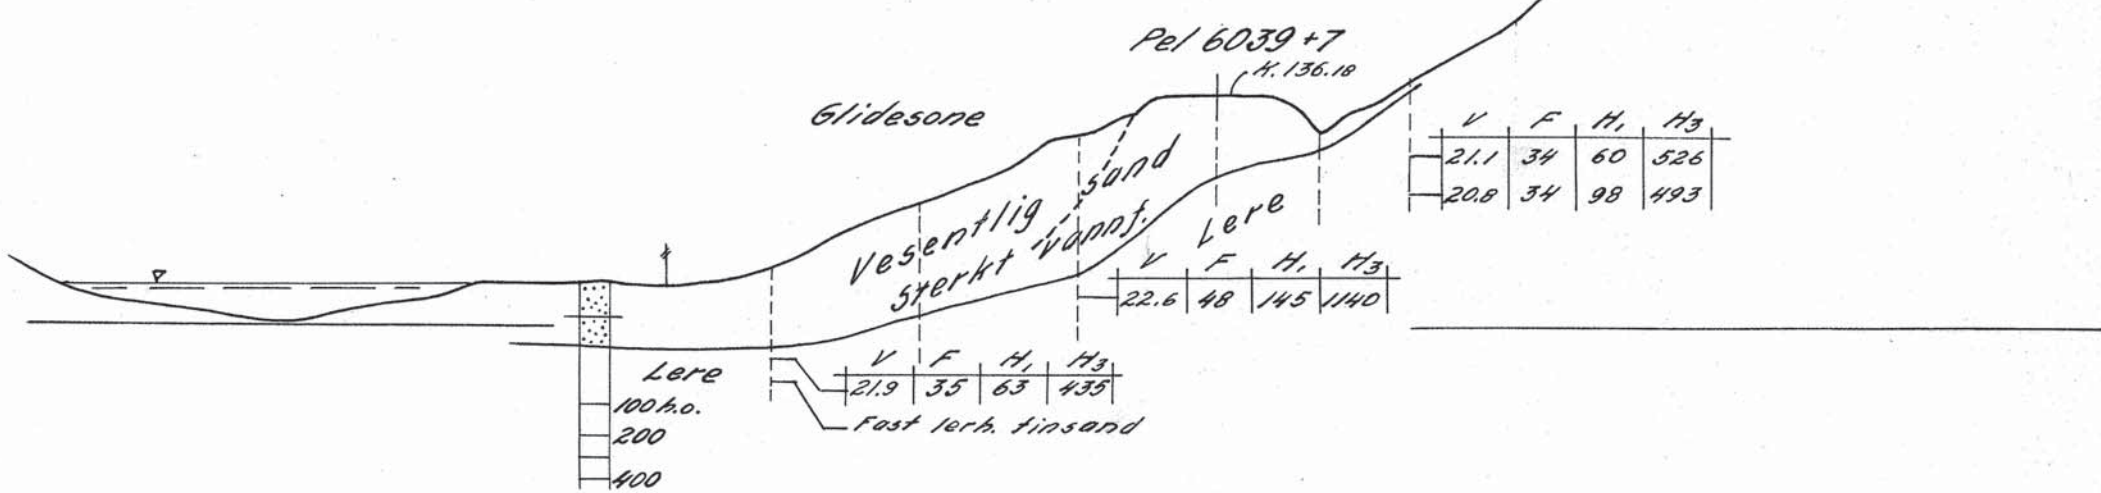 Pel 6039 +7
K. 136.18
Glidesone
V F H₁ H₃
21.1 34 60 526
20.8 34 98 493
Vesentlig sand
sterkt vannf.
Lere
V F H₁ H₃
22.6 48 145 1140
Lere
V F H₁ H₃
21.9 35 63 435
Fast lerh. finsand
100 h.o.
200
400